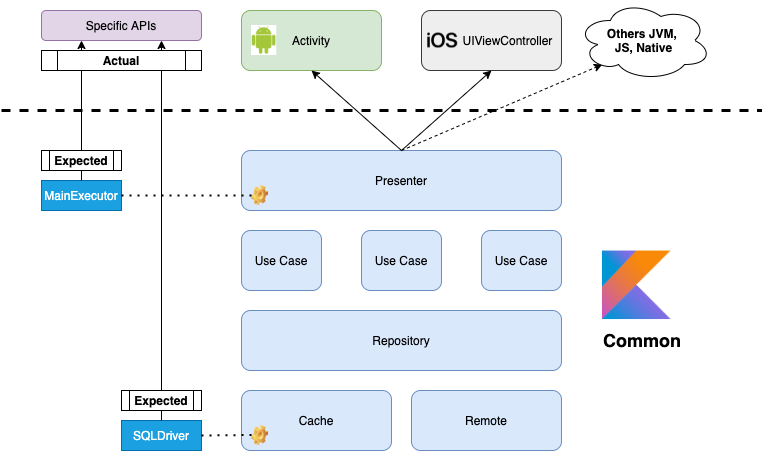 Specific APIs
Activity
iOS UIViewController
Others JVM,
JS, Native
Actual
Expected
MainExecutor
Presenter
Use Case
Use Case
Use Case
Common
Repository
Expected
SQLDriver
Cache
Remote